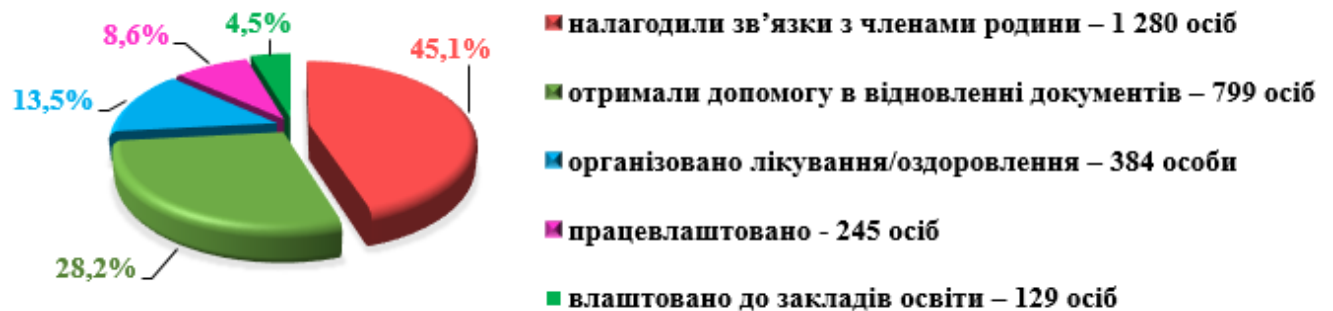 45,1%
28,2%
13,5%
8,6%
4,5%
налагодили зв’язки з членами родини – 1 280 осіб
отримали допомогу в відновленні документів – 799 осіб
організовано лікування/оздоровлення – 384 особи
працевлаштовано - 245 осіб
влаштовано до закладів освіти – 129 осіб